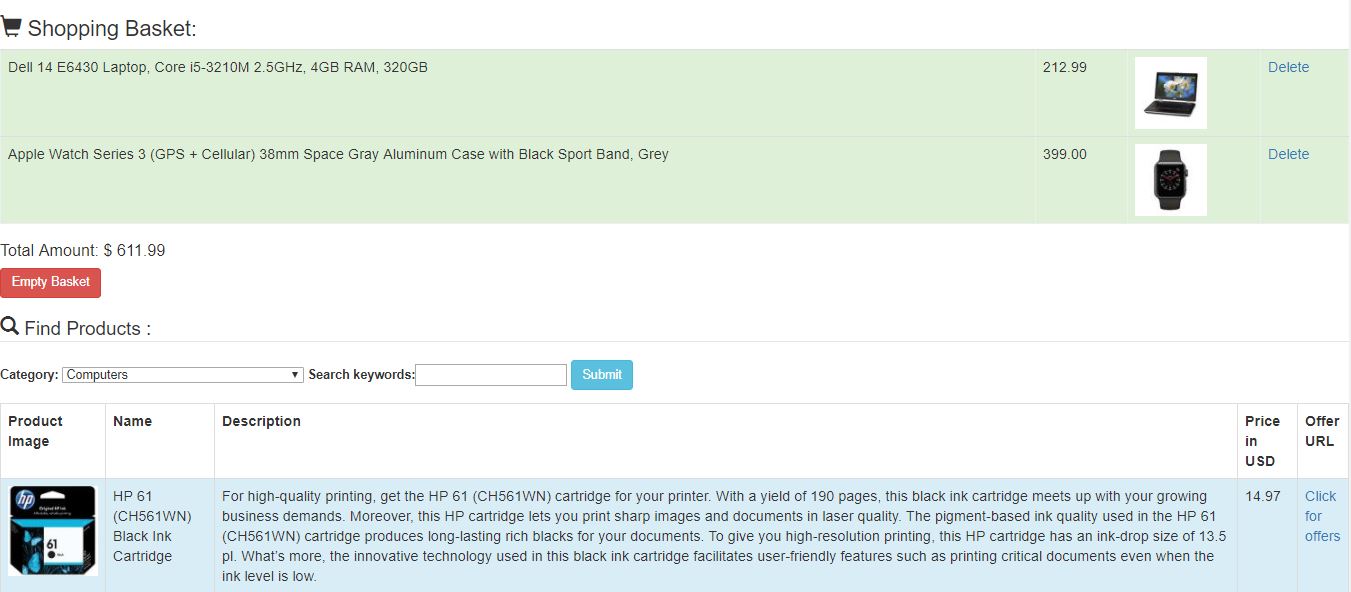 Shopping Basket:
Dell 14 E6430 Laptop, Core i5-3210M 2.5GHz, 4GB RAM, 320GB 212.99 Delete
Apple Watch Series 3 (GPS + Cellular) 38mm Space Gray Aluminum Case with Black Sport Band, Grey 399.00 Delete
Total Amount: $ 611.99
Empty Basket
Find Products :
Category: Computers Search keywords: Submit
Product Image
Name
Description
Price in USD
Offer URL
hp
Original HP Ink
61
HP 61
(CH561WN)
Black Ink
Cartridge
For high-quality printing, get the HP 61 (CH561WN) cartridge for your printer. With a yield of 190 pages, this black ink cartridge meets up with your growing
business demands. Moreover, this HP cartridge lets you print sharp images and documents in laser quality. The pigment-based ink quality used in the HP 61
(CH561WN) cartridge produces long-lasting rich blacks for your documents. To give you high-resolution printing, this HP cartridge has an ink-drop size of 13.5
pl. What's more, the innovative technology used in this black ink cartridge facilitates user-friendly features such as printing critical documents even when the
ink level is low.
14.97
Click
for
offers